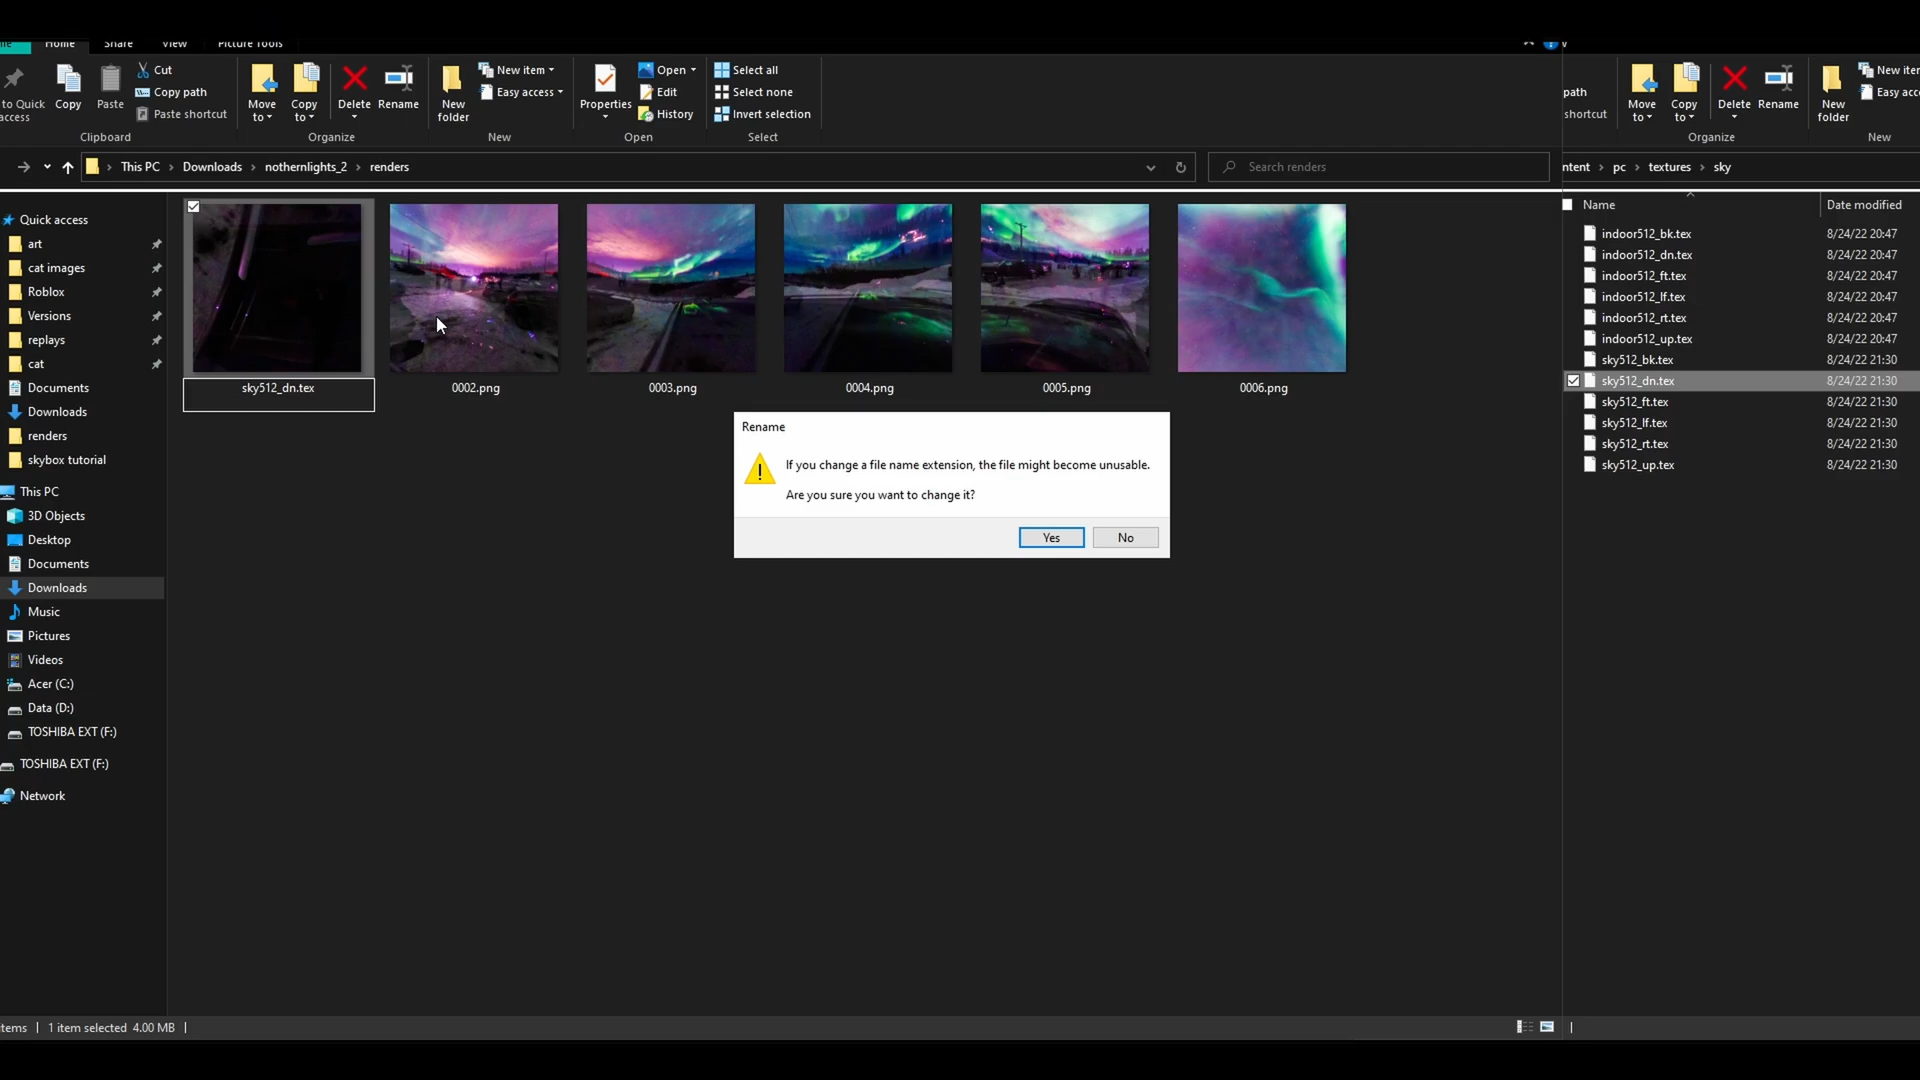 Home Share View Picture Tools
to Quick access
Copy
Paste
Cut
Copy path
Paste shortcut
Clipboard
Move to
Copy to
Delete
Rename
Organize
New folder
New item
Easy access
New
Properties
Open
Edit
History
Open
Select all
Select none
Invert selection
Select
This PC Downloads nothernlights_2 renders
Search renders
Quick access
art
cat images
Roblox
Versions
replays
cat
Documents
Downloads
renders
skybox tutorial
This PC
3D Objects
Desktop
Documents
Downloads
Music
Pictures
Videos
Acer (C:)
Data (D:)
TOSHIBA EXT (F:)
TOSHIBA EXT (F:)
Network
sky512_dn.tex
0002.png
0003.png
0004.png
0005.png
0006.png
Rename
If you change a file name extension, the file might become unusable.
Are you sure you want to change it?
Yes No
1 item selected 4.00 MB
path
shortcut
Move to
Copy to
Delete
Rename
Organize
New folder
New
ntent pc textures sky
Name Date modified
indoor512_bk.tex 8/24/22 20:47
indoor512_dn.tex 8/24/22 20:47
indoor512_ft.tex 8/24/22 20:47
indoor512_lf.tex 8/24/22 20:47
indoor512_rt.tex 8/24/22 20:47
indoor512_up.tex 8/24/22 20:47
sky512_bk.tex 8/24/22 21:30
sky512_dn.tex 8/24/22 21:30
sky512_ft.tex 8/24/22 21:30
sky512_lf.tex 8/24/22 21:30
sky512_rt.tex 8/24/22 21:30
sky512_up.tex 8/24/22 21:30